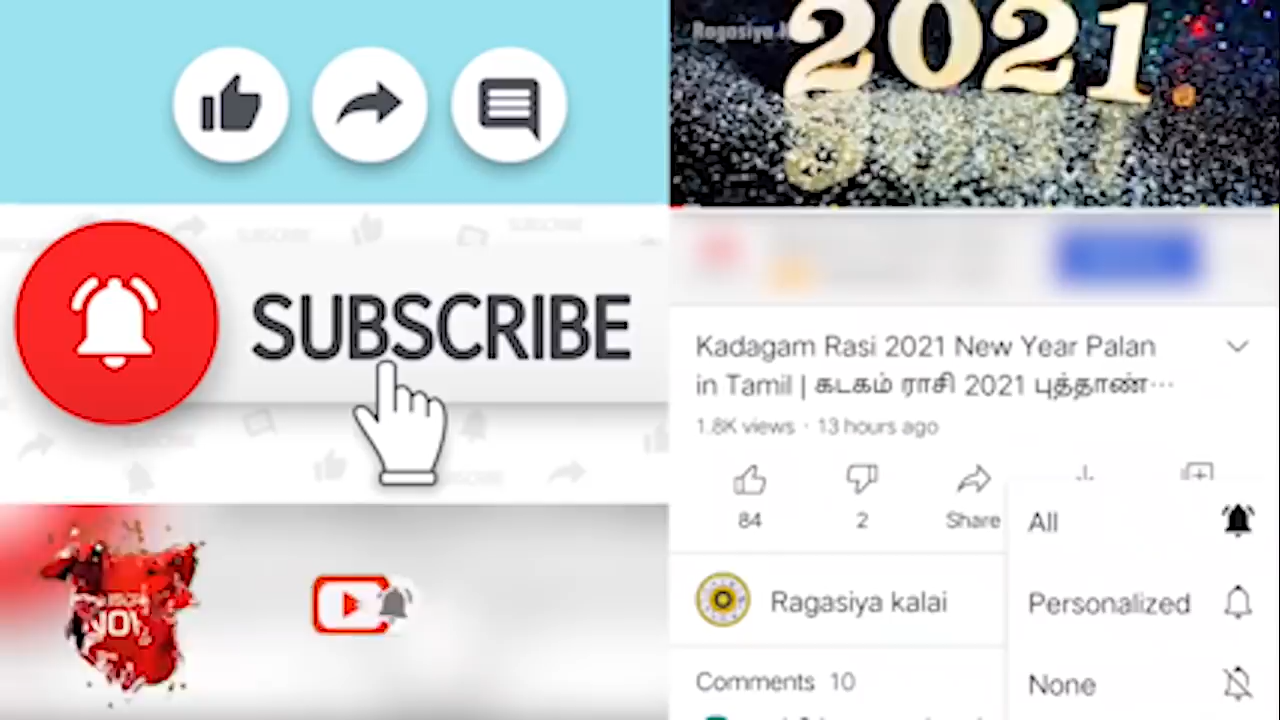 SUBSCRIBE
2021
Kadagam Rasi 2021 New Year Palan
in Tamil | கடகம் ராசி 2021 புத்தாண்...
1.8K views · 13 hours ago
84
2
Share
All
Ragasiya kalai
Personalized
Comments 10
None